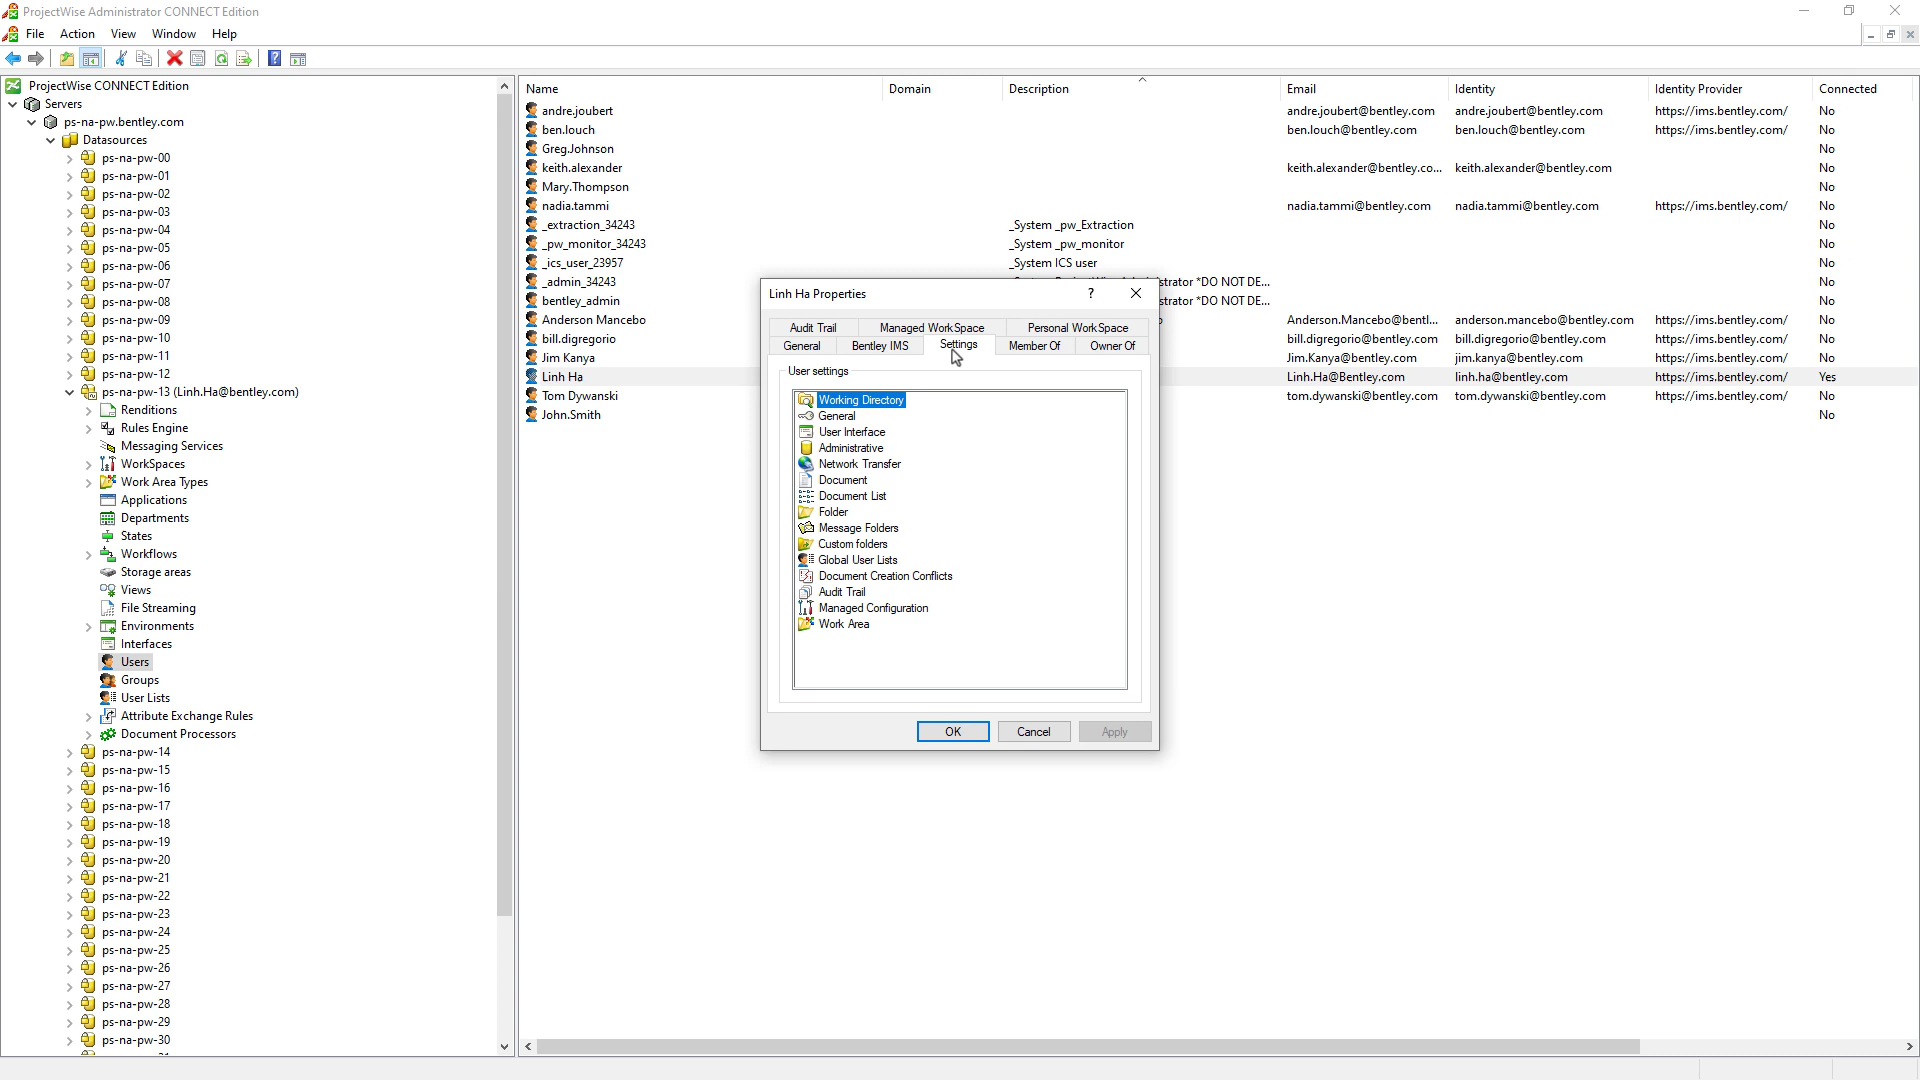 ProjectWise Administrator CONNECT Edition
File Action View Window Help
ProjectWise CONNECT Edition
Servers
ps-na-pw.bentley.com
Datasources
ps-na-pw-00
ps-na-pw-01
ps-na-pw-02
ps-na-pw-03
ps-na-pw-04
ps-na-pw-05
ps-na-pw-06
ps-na-pw-07
ps-na-pw-08
ps-na-pw-09
ps-na-pw-10
ps-na-pw-11
ps-na-pw-12
ps-na-pw-13 (Linh.Ha@bentley.com)
Renditions
Rules Engine
Messaging Services
WorkSpaces
Work Area Types
Applications
Departments
States
Workflows
Storage areas
Views
File Streaming
Environments
Interfaces
Users
Groups
User Lists
Attribute Exchange Rules
Document Processors
ps-na-pw-14
ps-na-pw-15
ps-na-pw-16
ps-na-pw-17
ps-na-pw-18
ps-na-pw-19
ps-na-pw-20
ps-na-pw-21
ps-na-pw-22
ps-na-pw-23
ps-na-pw-24
ps-na-pw-25
ps-na-pw-26
ps-na-pw-27
ps-na-pw-28
ps-na-pw-29
ps-na-pw-30
Name Domain Description Email Identity Identity Provider Connected
andre.joubert andre.joubert@bentley.com andre.joubert@bentley.com https://ims.bentley.com/ No
ben.louch ben.louch@bentley.com ben.louch@bentley.com https://ims.bentley.com/ No
Greg.Johnson No
keith.alexander keith.alexander@bentley.co... keith.alexander@bentley.com No
Mary.Thompson No
nadia.tammi nadia.tammi@bentley.com nadia.tammi@bentley.com https://ims.bentley.com/ No
_extraction_34243 _System _pw_Extraction No
_pw_monitor_34243 _System _pw_monitor No
_ics_user_23957 _System ICS user No
_admin_34243 strator *DO NOT DE... No
bentley_admin strator *DO NOT DE... No
Anderson Mancebo Anderson.Mancebo@bentl... anderson.mancebo@bentley.com https://ims.bentley.com/ No
bill.digregorio bill.digregorio@bentley.com bill.digregorio@bentley.com https://ims.bentley.com/ No
Jim Kanya Jim.Kanya@bentley.com jim.kanya@bentley.com https://ims.bentley.com/ No
Linh Ha Linh.Ha@Bentley.com linh.ha@bentley.com https://ims.bentley.com/ Yes
Tom Dywanski tom.dywanski@bentley.com tom.dywanski@bentley.com https://ims.bentley.com/ No
John.Smith No
Linh Ha Properties
Audit Trail Managed WorkSpace Personal WorkSpace
General Bentley IMS Settings Member Of Owner Of
User settings
Working Directory
General
User Interface
Administrative
Network Transfer
Document
Document List
Folder
Message Folders
Custom folders
Global User Lists
Document Creation Conflicts
Audit Trail
Managed Configuration
Work Area
OK Cancel Apply